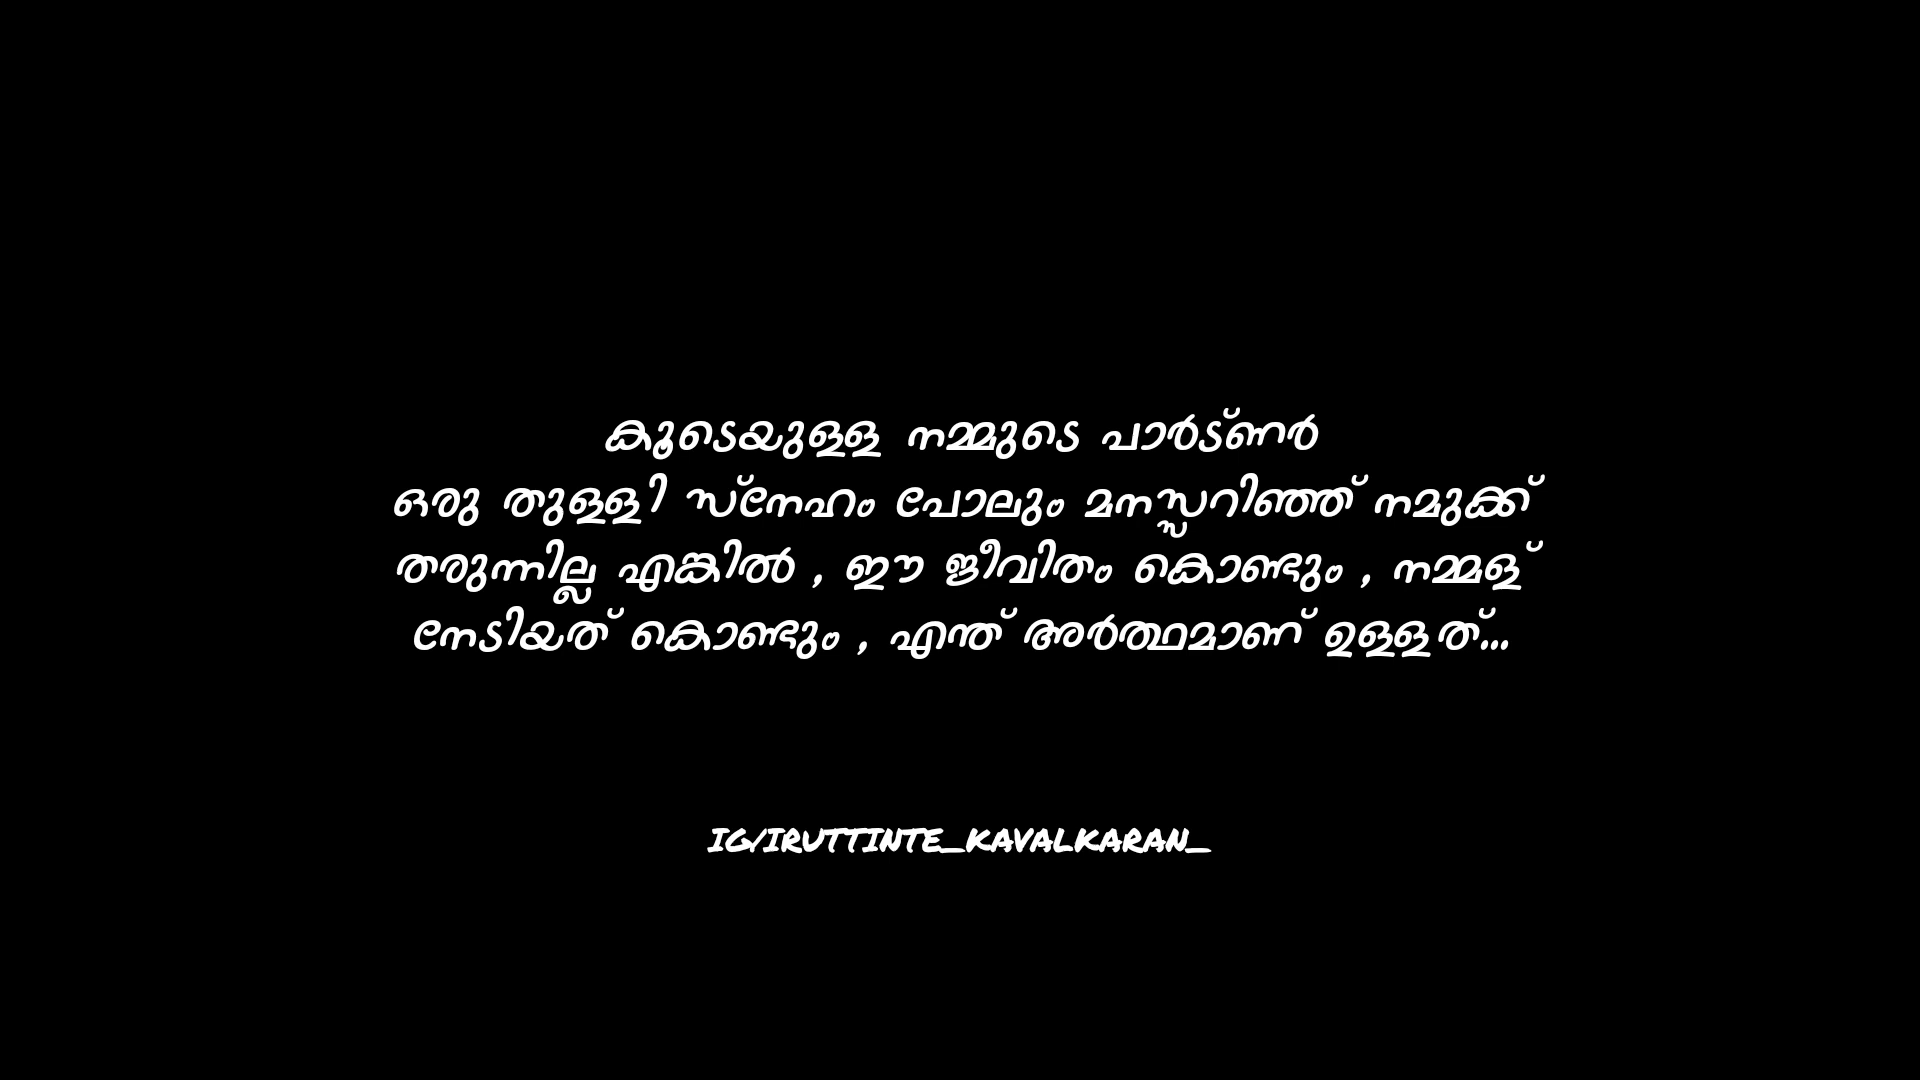 കൂടെയുള്ള നമ്മുടെ പാർട്ണർ
ഒരു തുള്ളി സ്നേഹം പോലും മനസ്സറിഞ്ഞ് നമുക്ക്
തരുന്നില്ല എങ്കിൽ , ഈ ജീവിതം കൊണ്ടും , നമ്മള്
നേടിയത് കൊണ്ടും , എന്ത് അർത്ഥമാണ് ഉള്ളത്...
IG/IRUTTINTE_KAVALKARAN_